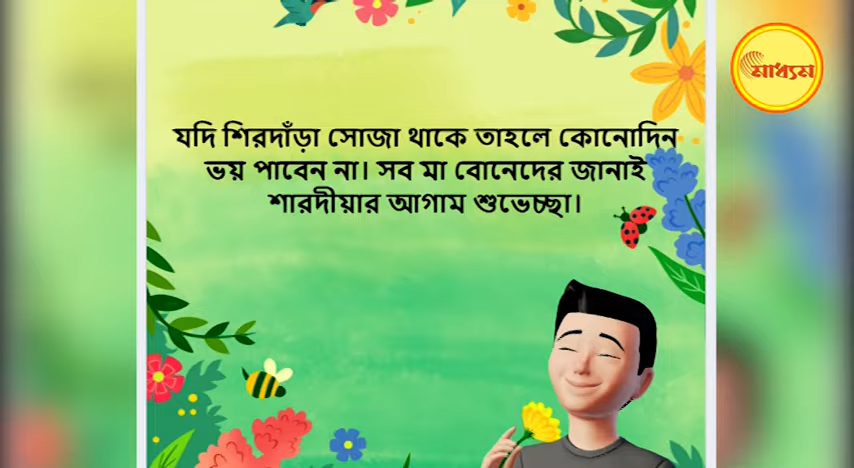 মাধ্যম
যদি শিরদাঁড়া সোজা থাকে তাহলে কোনোদিন
ভয় পাবেন না। সব মা বোনেদের জানাই
শারদীয়ার আগাম শুভেচ্ছা।